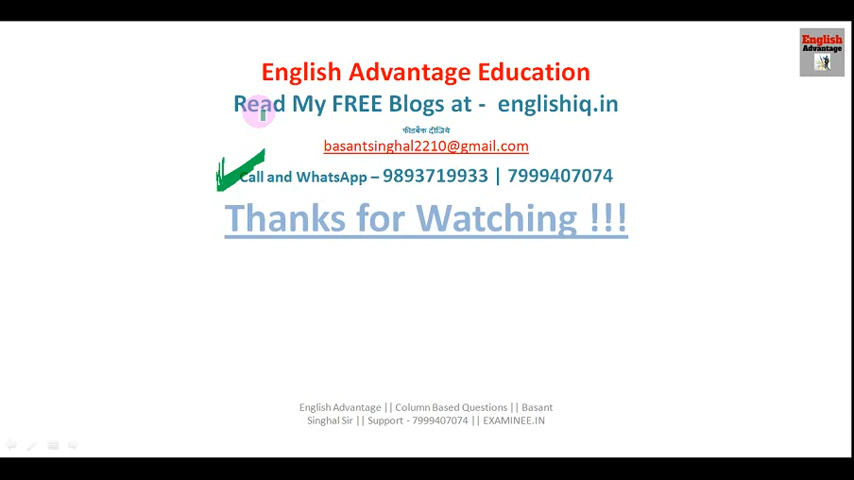 English
Advantage
English Advantage Education
Read My FREE Blogs at - englishiq.in
फीडबैक दीजिये
basantsinghal2210@gmail.com
Call and WhatsApp – 9893719933 | 7999407074
Thanks for Watching !!!
English Advantage || Column Based Questions || Basant
Singhal Sir || Support - 7999407074 || EXAMINEE.IN